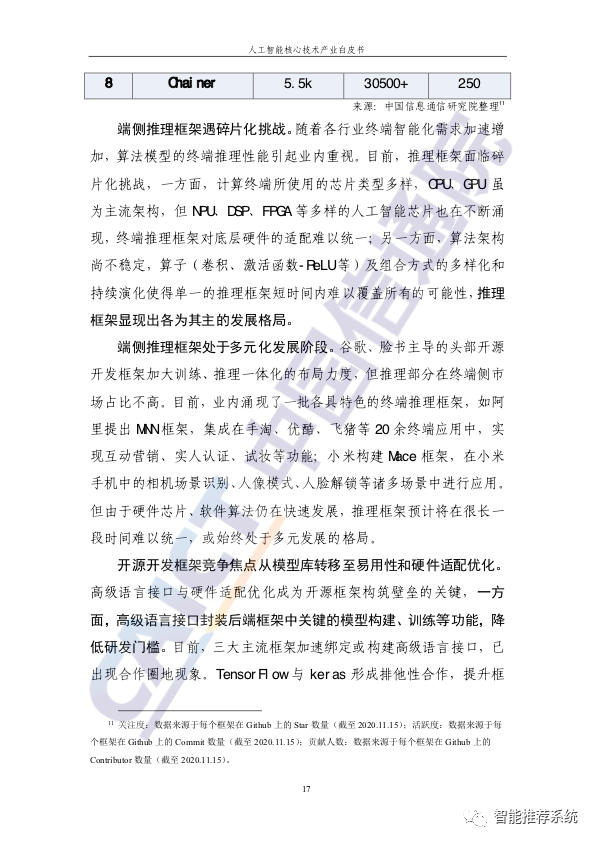 人工智能核心技术产业白皮书
8 Chainer 5.5k 30500+ 250
来源：中国信息通信研究院整理11
端侧推理框架遇碎片化挑战。随着各行业终端智能化需求加速增
加，算法模型的终端推理性能引起业内重视。目前，推理框架面临碎
片化挑战，一方面，计算终端所使用的芯片类型多样，CPU、GPU 虽
为主流架构，但 NPU、DSP、FPGA 等多样的人工智能芯片也在不断涌
现，终端推理框架对底层硬件的适配难以统一；另一方面，算法架构
尚不稳定，算子（卷积、激活函数-ReLU等）及组合方式的多样化和
持续演化使得单一的推理框架短时间内难以覆盖所有的可能性，推理
框架显现出各为其主的发展格局。
端侧推理框架处于多元化发展阶段。谷歌、脸书主导的头部开源
开发框架加大训练、推理一体化的布局力度，但推理部分在终端侧市
场占比不高。目前，业内涌现了一批各具特色的终端推理框架，如阿
里提出 MNN 框架，集成在手淘、优酷、飞猪等 20 余终端应用中，实
现互动营销、实人认证、试妆等功能；小米构建 Mace 框架，在小米
手机中的相机场景识别、人像模式、人脸解锁等诸多场景中进行应用。
但由于硬件芯片、软件算法仍在快速发展，推理框架预计将在很长一
段时间难以统一，或始终处于多元发展的格局。
开源开发框架竞争焦点从模型库转移至易用性和硬件适配优化。
高级语言接口与硬件适配优化成为开源框架构筑壁垒的关键，一方
面，高级语言接口封装后端框架中关键的模型构建、训练等功能，降
低研发门槛。目前，三大主流框架加速绑定或构建高级语言接口，已
出现合作圈地现象。TensorFlow 与 keras 形成排他性合作，提升框
11 关注度：数据来源于每个框架在 Github 上的 Star 数量（截至 2020.11.15）；活跃度：数据来源于每
个框架在 Github 上的 Commit 数量（截至 2020.11.15）；贡献人数：数据来源于每个框架在 Github 上的
Contributor 数量（截至 2020.11.15）。
17
CAICT 中国信通院
智能推荐系统